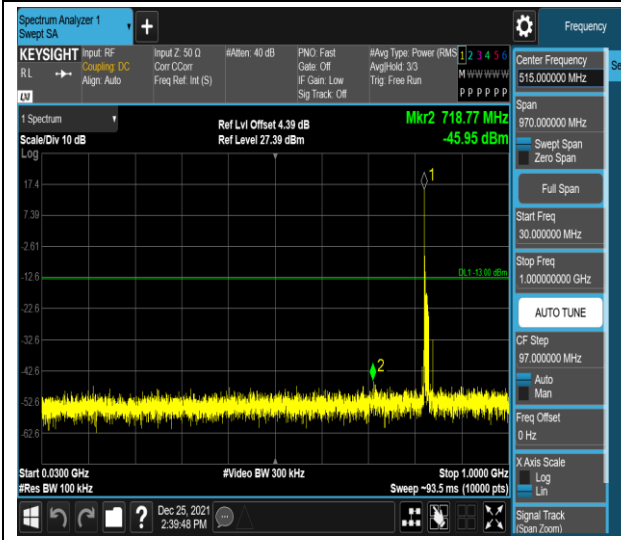 Spectrum Analyzer 1
Swept SA
Frequency
KEYSIGHT
RL
LXI
Input: RF
Coupling: DC
Align: Auto
Input Z: 50 Ω
Corr CCorr
Freq Ref: Int (S)
#Atten: 40 dB
PNO: Fast
Gate: Off
IF Gain: Low
Sig Track: Off
#Avg Type: Power (RMS
Avg|Hold: 3/3
Trig: Free Run
1 2 3 4 5 6
M W W W W W
P P P P P P
1 Spectrum
Scale/Div 10 dB
Log
Ref Lvl Offset 4.39 dB
Ref Level 27.39 dBm
Mkr2 718.77 MHz
-45.95 dBm
1
17.4
7.39
-2.61
-12.6
DL1 -13.00 dBm
-22.6
-32.6
-42.6
2
-52.6
-62.6
Start 0.0300 GHz
#Res BW 100 kHz
#Video BW 300 kHz
Stop 1.0000 GHz
Sweep ~93.5 ms (10000 pts)
Dec 25, 2021
2:39:48 PM
Center Frequency
515.000000 MHz
Se
Span
970.000000 MHz
Swept Span
Zero Span
Full Span
Start Freq
30.000000 MHz
Stop Freq
1.000000000 GHz
AUTO TUNE
CF Step
97.000000 MHz
Auto
Man
Freq Offset
0 Hz
X Axis Scale
Log
Lin
Signal Track
(Span Zoom)